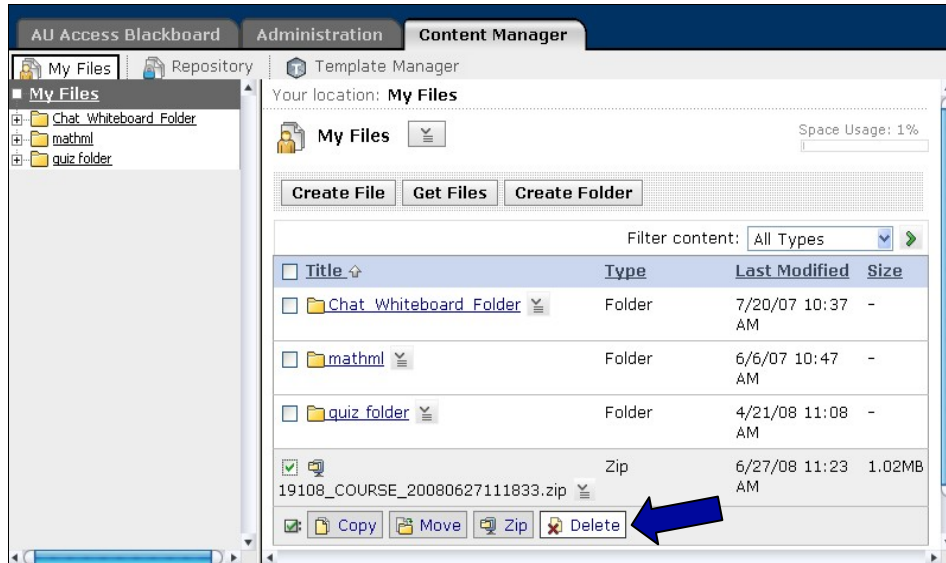 AU Access Blackboard Administration Content Manager
My Files Repository Template Manager
My Files
Chat_Whiteboard_Folder
mathml
quiz folder
Your location: My Files
My Files
Space Usage: 1%
Create File Get Files Create Folder
Filter content: All Types
Title Type Last Modified Size
Chat_Whiteboard_Folder Folder 7/20/07 10:37 -
AM
mathml Folder 6/6/07 10:47 -
AM
quiz folder Folder 4/21/08 11:08 -
AM
Zip 6/27/08 11:23 1.02MB
19108_COURSE_20080627111833.zip AM
Copy Move Zip Delete